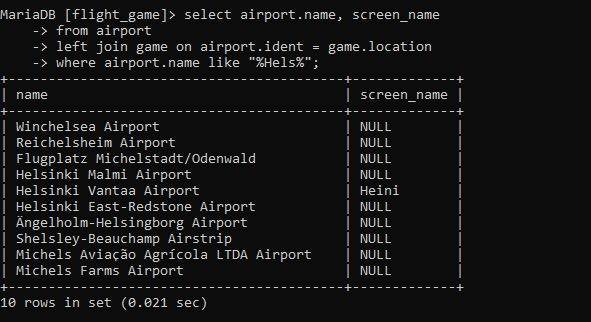 MariaDB [flight_game]> select airport.name, screen_name
    -> from airport
    -> left join game on airport.ident = game.location
    -> where airport.name like "%Hels%";
+------------------------------------------+-------------+
| name                                     | screen_name |
+------------------------------------------+-------------+
| Winchelsea Airport                       | NULL        |
| Reichelsheim Airport                     | NULL        |
| Flugplatz Michelstadt/Odenwald           | NULL        |
| Helsinki Malmi Airport                   | NULL        |
| Helsinki Vantaa Airport                  | Heini       |
| Helsinki East-Redstone Airport           | NULL        |
| Ängelholm-Helsingborg Airport            | NULL        |
| Shelsley-Beauchamp Airstrip              | NULL        |
| Michels Aviação Agrícola LTDA Airport    | NULL        |
| Michels Farms Airport                    | NULL        |
+------------------------------------------+-------------+
10 rows in set (0.021 sec)